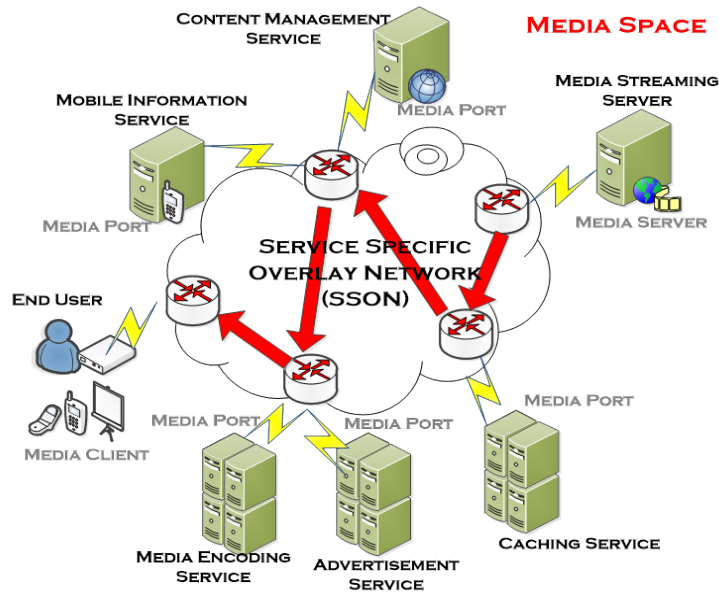 CONTENT MANAGEMENT
SERVICE
MEDIA SPACE
MEDIA PORT
MEDIA STREAMING
SERVER
MOBILE INFORMATION
SERVICE
MEDIA PORT
MEDIA SERVER
SERVICE SPECIFIC
OVERLAY NETWORK
(SSON)
END USER
MEDIA CLIENT
MEDIA PORT
MEDIA PORT
MEDIA PORT
MEDIA ENCODING
SERVICE
ADVERTISEMENT
SERVICE
CACHING SERVICE